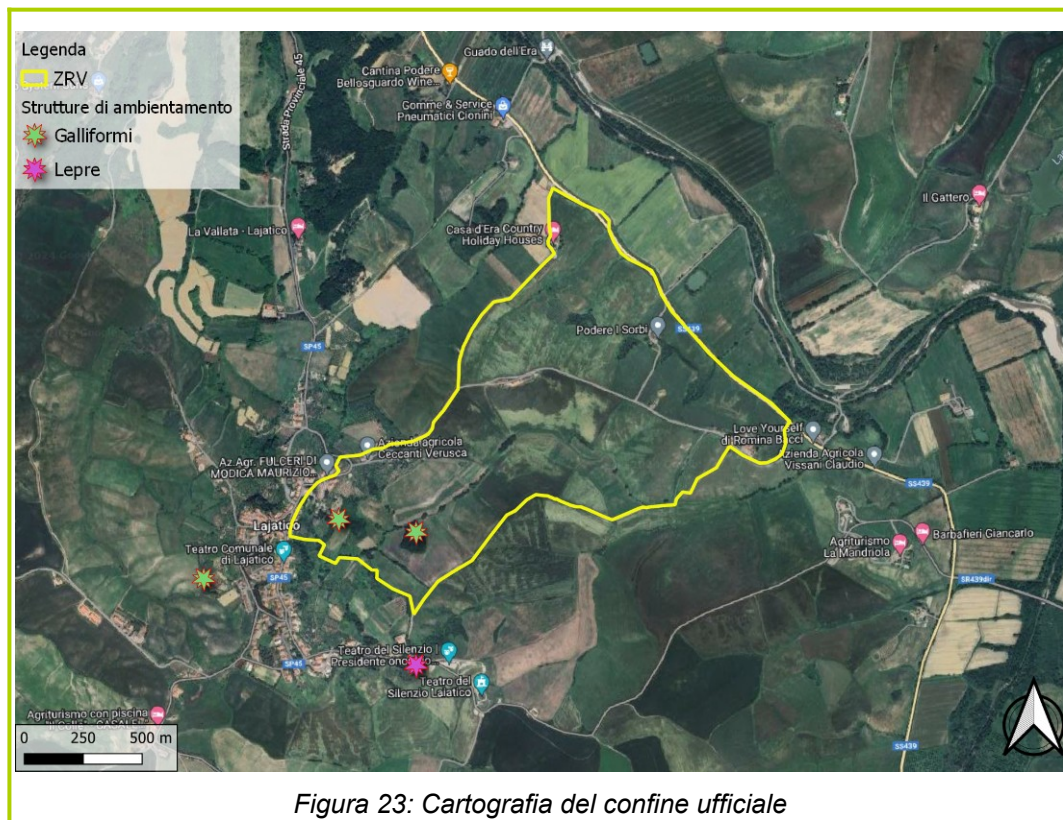 Legenda
ZRV
Strutture di ambientamento
Galliformi
Lepre
Strada Provinciale 45
Cantina Podere
Bellosguardo Wine...
Guado dell'Era
Gomme & Service
Pneumatici Cionini
La Vallata - Lajatico
Casa d'Era Country
Holiday Houses
Il Gattero
Podere I Sorbi
SS439
SP45
Love Yourself
di Romina Bacci
Azienda agricola
Ceccanti Verusca
Azienda Agricola
Vissani Claudio
Az.Agr. FULCERI DI
MODICA MAURIZIO
SS439
Lajatico
Teatro Comunale
di Lajatico
SP45
Barbafieri Giancarlo
Agriturismo
La Mandriola
SR439dir
Teatro del Silenzio |
Presidente
SP45
Teatro del
Silenzio Lajatico
Agriturismo con piscina
SS439
0 250 500 m
Figura 23: Cartografia del confine ufficiale